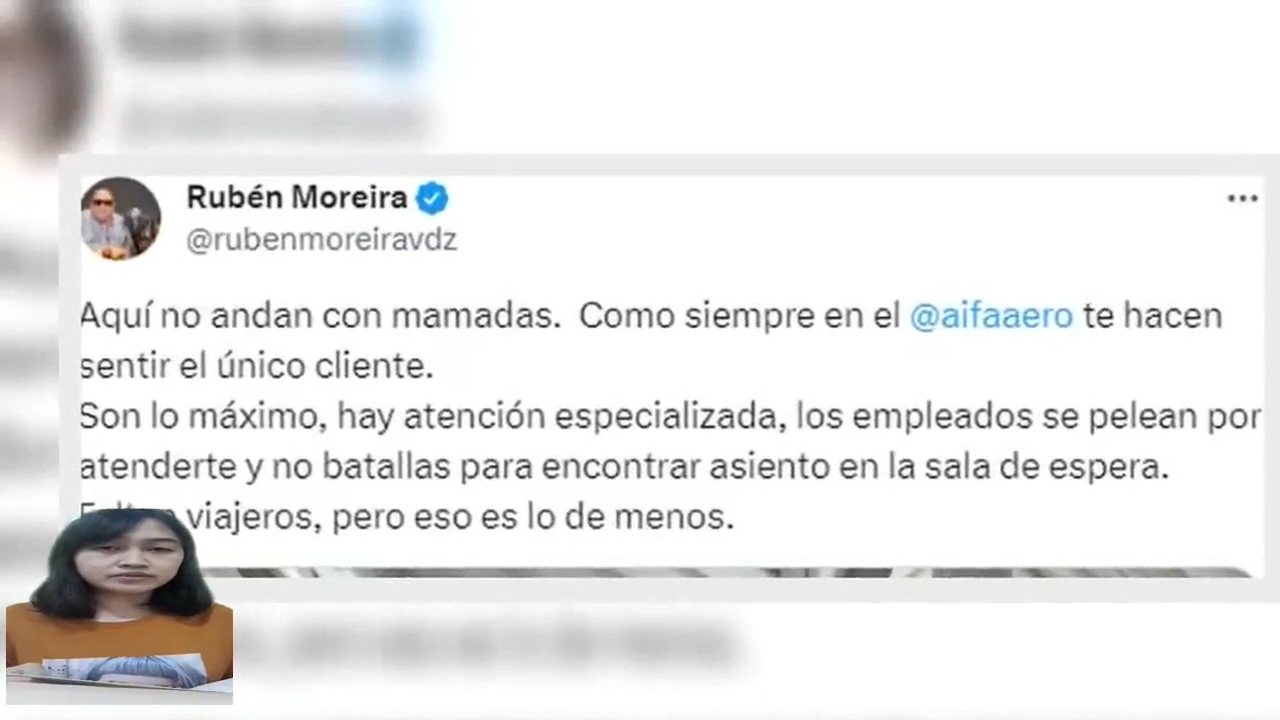 Rubén Moreira
@rubenmoreiravdz
Aquí no andan con mamadas. Como siempre en el @aifaaero te hacen
sentir el único cliente.
Son lo máximo, hay atención especializada, los empleados se pelean por
atenderte y no batallas para encontrar asiento en la sala de espera.
viajeros, pero eso es lo de menos.